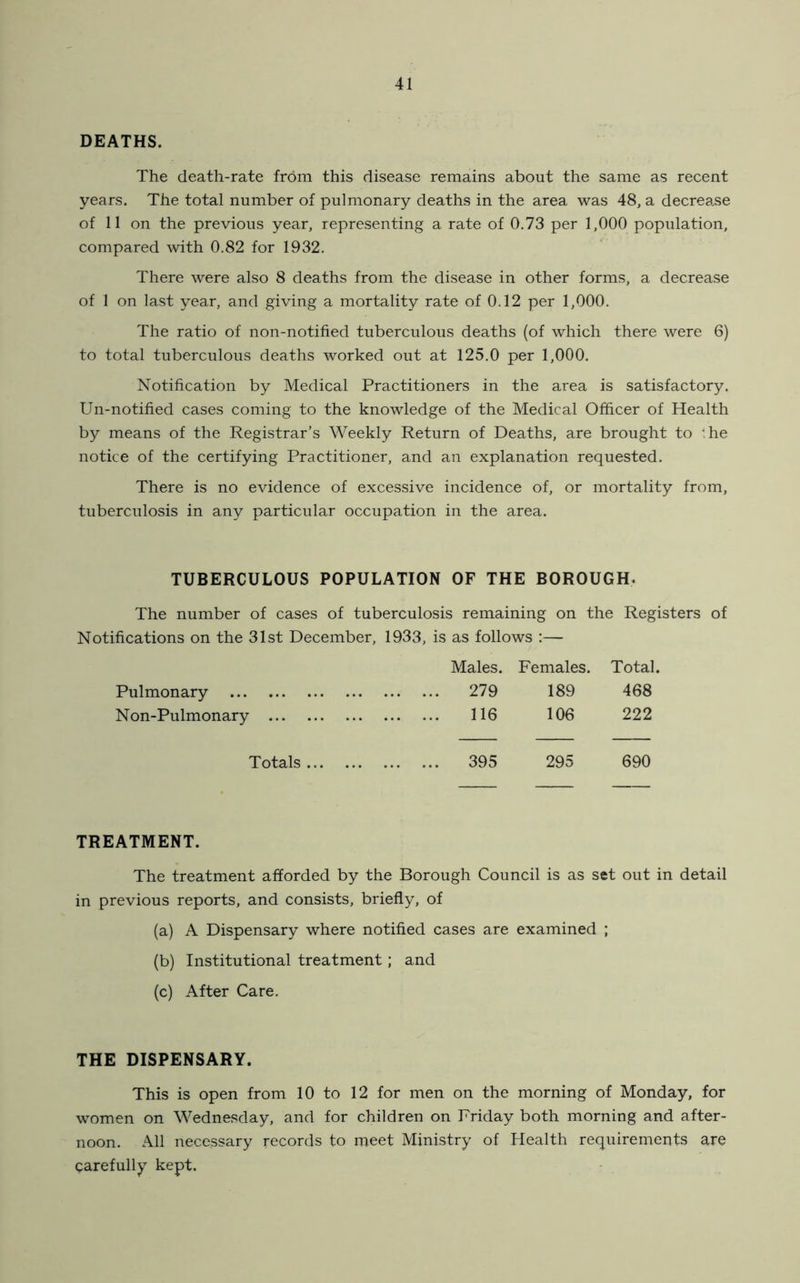 41
DEATHS.
The death-rate fróm this disease remains about the same as recent
years. The total number of pulmonary deaths in the area was 48, a decrease
of 11 on the previous year, representing a rate of 0.73 per 1,000 population,
compared with 0.82 for 1932.
There were also 8 deaths from the disease in other forms, a decrease
of 1 on last year, and giving a mortality rate of 0.12 per 1,000.
The ratio of non-notified tuberculous deaths (of which there were 6)
to total tuberculous deaths worked out at 125.0 per 1,000.
Notification by Medical Practitioners in the area is satisfactory.
Un-notified cases coming to the knowledge of the Medical Officer of Health
by means of the Registrar's Weekly Return of Deaths, are brought to the
notice of the certifying Practitioner, and an explanation requested.
There is no evidence of excessive incidence of, or mortality from,
tuberculosis in any particular occupation in the area.
TUBERCULOUS POPULATION OF THE BOROUGH.
The number of cases of tuberculosis remaining on the Registers of
Notifications on the 31st December, 1933, is as follows :—
Males. Females. Total.
Pulmonary ... ... ... ... ... ... 279 189 468
Non-Pulmonary ... ... ... ... ... 116 106 222
Totals ... ... ... ... ... 395 295 690
TREATMENT.
The treatment afforded by the Borough Council is as set out in detail
in previous reports, and consists, briefly, of
(a) A Dispensary where notified cases are examined ;
(b) Institutional treatment ; and
(c) After Care.
THE DISPENSARY.
This is open from 10 to 12 for men on the morning of Monday, for
women on Wednesday, and for children on Friday both morning and after-
noon. All necessary records to meet Ministry of Health requirements are
carefully kept.